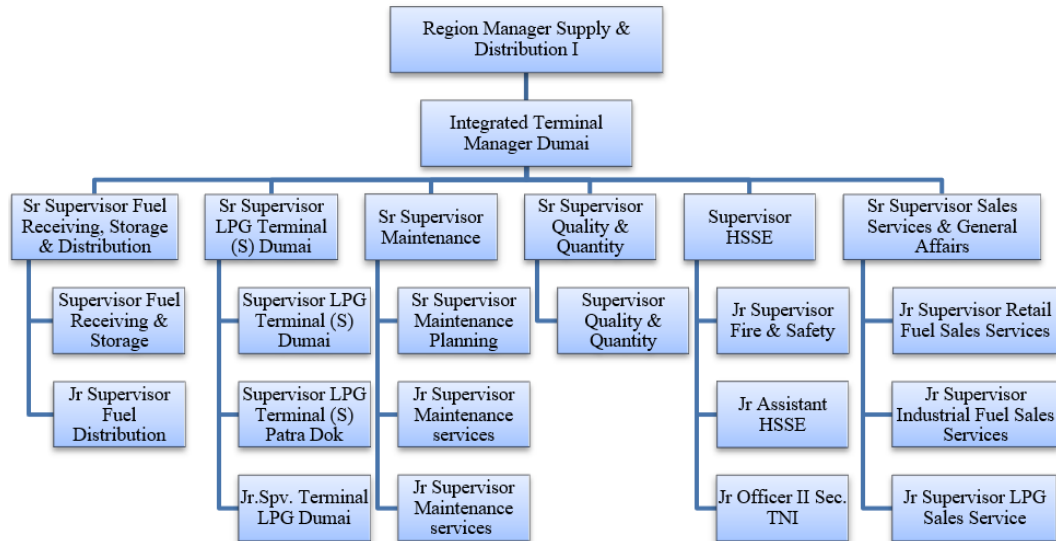 Region Manager Supply &
Distribution I
Integrated Terminal
Manager Dumai
Sr Supervisor Fuel
Receiving, Storage
& Distribution
Sr Supervisor
LPG Terminal
(S) Dumai
Sr Supervisor
Maintenance
Sr Supervisor
Quality &
Quantity
Supervisor
HSSE
Sr Supervisor Sales
Services & General
Affairs
Supervisor Fuel
Receiving &
Storage
Jr Supervisor
Fuel
Distribution
Supervisor LPG
Terminal (S)
Dumai
Supervisor LPG
Terminal (S)
Patra Dok
Jr.Spv. Terminal
LPG Dumai
Sr Supervisor
Maintenance
Planning
Jr Supervisor
Maintenance
services
Jr Supervisor
Maintenance
services
Supervisor
Quality &
Quantity
Jr Supervisor
Fire & Safety
Jr Assistant
HSSE
Jr Officer II Sec.
TNI
Jr Supervisor Retail
Fuel Sales Services
Jr Supervisor
Industrial Fuel Sales
Services
Jr Supervisor LPG
Sales Service